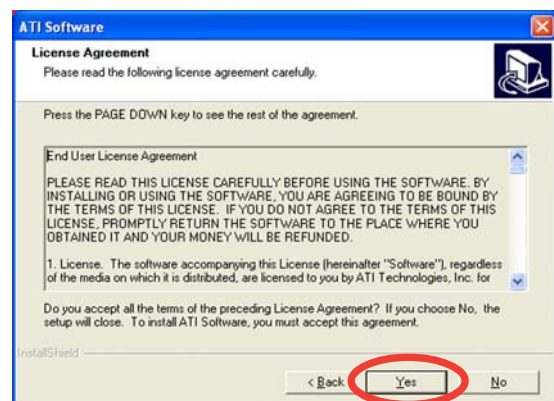 ATI Software
License Agreement
Please read the following license agreement carefully.
Press the PAGE DOWN key to see the rest of the agreement.
End User License Agreement
PLEASE READ THIS LICENSE CAREFULLY BEFORE USING THE SOFTWARE. BY
INSTALLING OR USING THE SOFTWARE, YOU ARE AGREEING TO BE BOUND BY
THE TERMS OF THIS LICENSE. IF YOU DO NOT AGREE TO THE TERMS OF THIS
LICENSE, PROMPTLY RETURN THE SOFTWARE TO THE PLACE WHERE YOU
OBTAINED IT AND YOUR MONEY WILL BE REFUNDED.
1. License. The software accompanying this License (hereinafter "Software"), regardless
of the media on which it is distributed, are licensed to you by ATI Technologies, Inc. for
Do you accept all the terms of the preceding License Agreement? If you choose No, the
setup will close. To install ATI Software, you must accept this agreement.
InstallShield
< Back Yes No